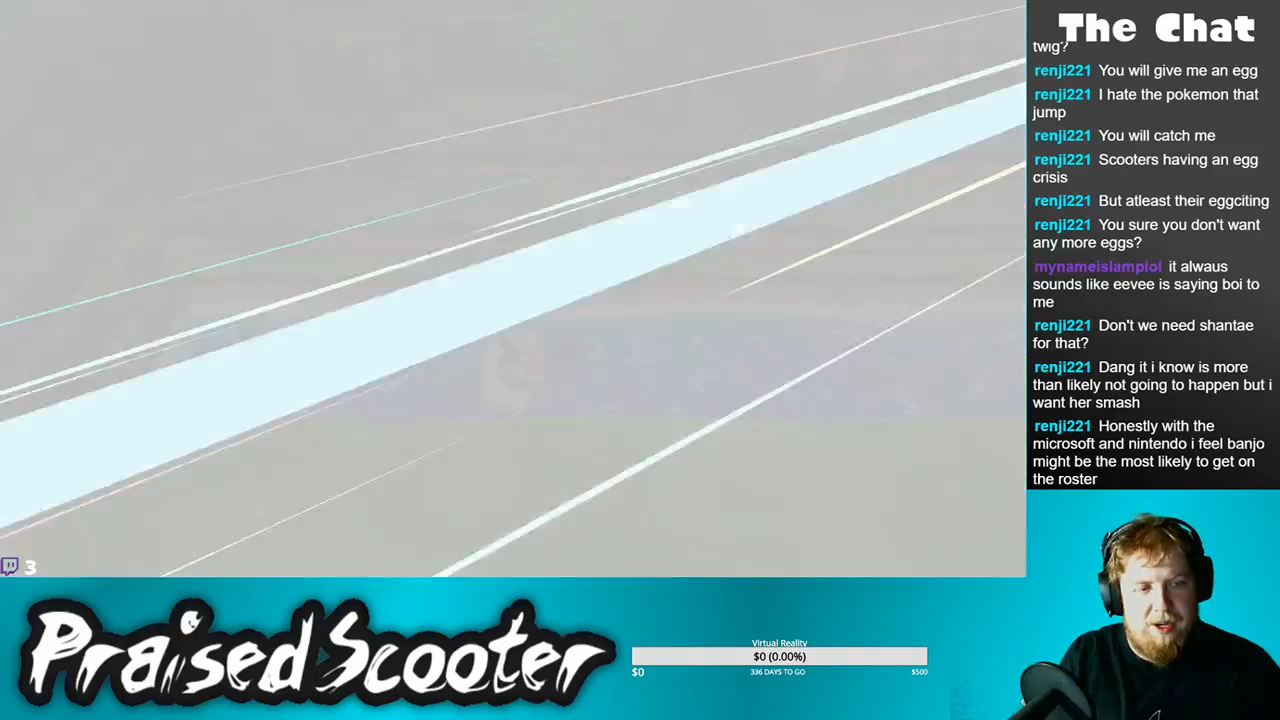 The Chat
twig?
renji221 You will give me an egg
renji221 I hate the pokemon that
jump
renji221 You will catch me
renji221 Scooters having an egg
crisis
renji221 But atleast their eggciting
renji221 You sure you don't want
any more eggs?
mynameislamplol it alwaus
sounds like eevee is saying boi to
me
renji221 Don't we need shantae
for that?
renji221 Dang it i know is more
than likely not going to happen but i
want her smash
renji221 Honestly with the
microsoft and nintendo i feel banjo
might be the most likely to get on
the roster
3
PraisedScooter
Virtual Reality
$0 (0.00%)
$0 336 DAYS TO GO $500